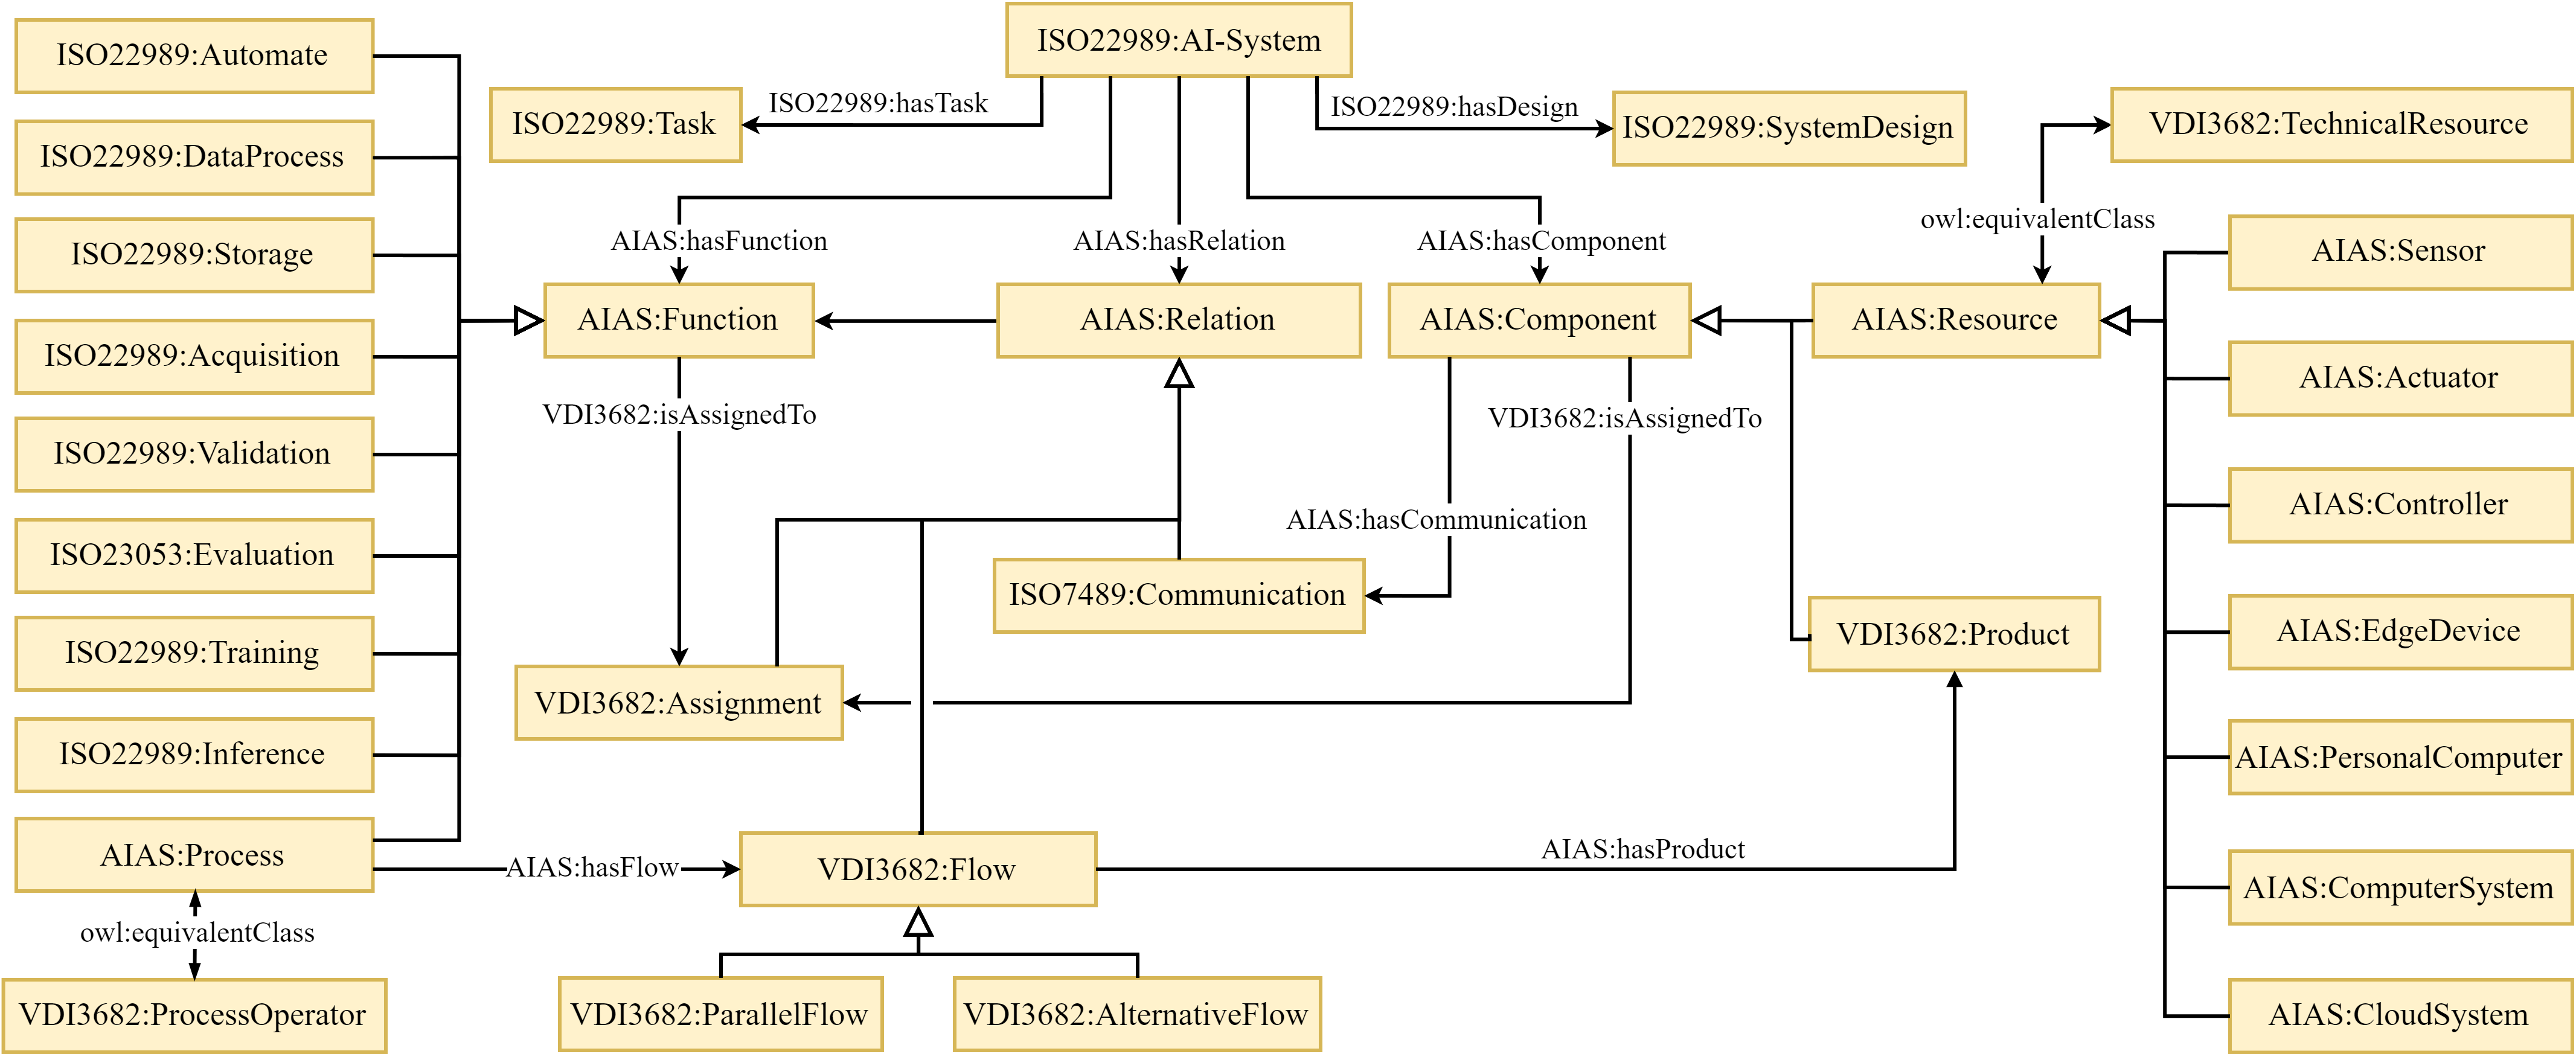 ISO22989:AI-System
ISO22989:Automate
ISO22989:DataProcess
ISO22989:Storage
ISO22989:Acquisition
ISO22989:Validation
ISO23053:Evaluation
ISO22989:Training
ISO22989:Inference
AIAS:Process
owl:equivalentClass
VDI3682:ProcessOperator
ISO22989:hasTask
ISO22989:Task
ISO22989:hasDesign
ISO22989:SystemDesign
AIAS:hasFunction
AIAS:hasRelation
AIAS:hasComponent
AIAS:Function
AIAS:Relation
AIAS:Component
AIAS:Resource
VDI3682:isAssignedTo
VDI3682:isAssignedTo
AIAS:hasCommunication
ISO7489:Communication
VDI3682:Assignment
VDI3682:Product
AIAS:hasFlow
VDI3682:Flow
AIAS:hasProduct
VDI3682:ParallelFlow
VDI3682:AlternativeFlow
VDI3682:TechnicalResource
owl:equivalentClass
AIAS:Sensor
AIAS:Actuator
AIAS:Controller
AIAS:EdgeDevice
AIAS:PersonalComputer
AIAS:ComputerSystem
AIAS:CloudSystem